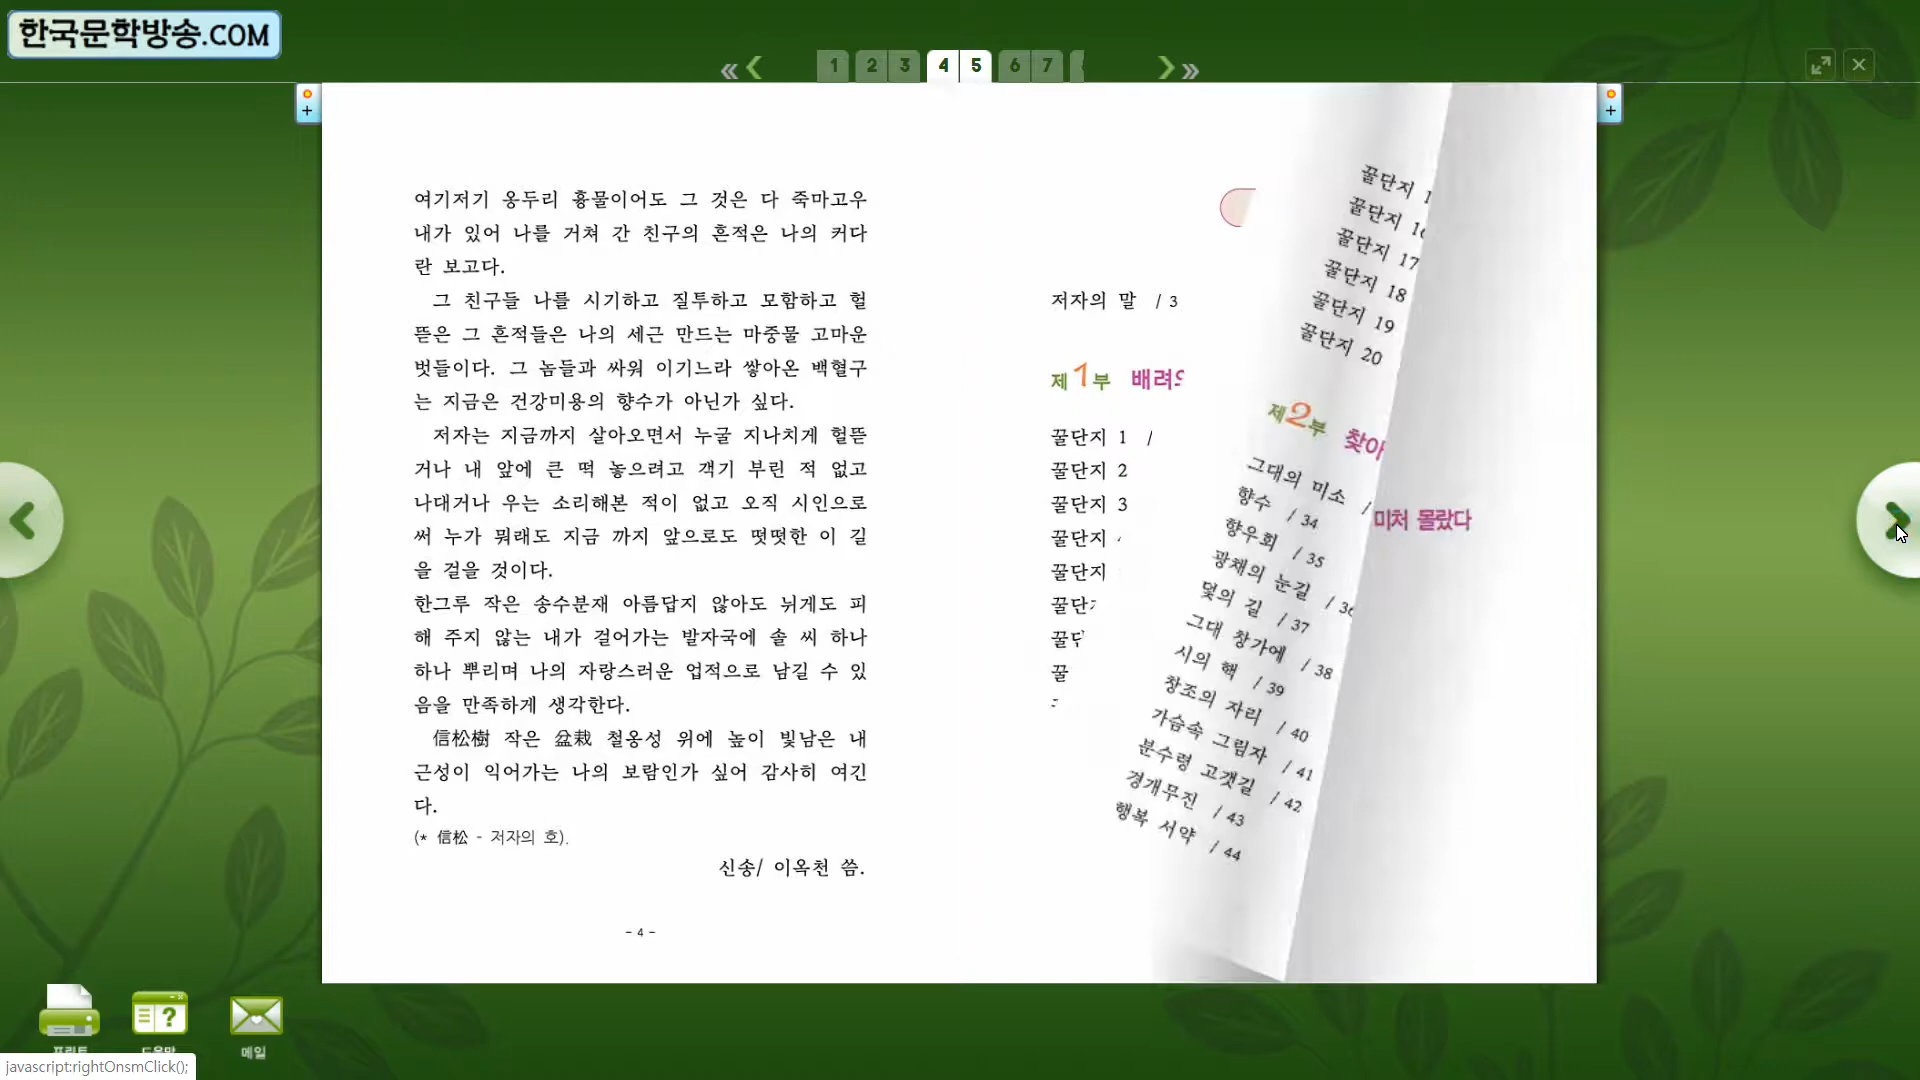 한국문학방송.COM
1 2 3 4 5 6 7
여기저기 옹두리 흉물이어도 그 것은 다 죽마고우
내가 있어 나를 거쳐 간 친구의 흔적은 나의 커다
란 보고다.
그 친구들 나를 시기하고 질투하고 모함하고 헐
뜯은 그 흔적들은 나의 세근 만드는 마중물 고마운
벗들이다. 그 놈들과 싸워 이기느라 쌓아온 백혈구
는 지금은 건강미용의 향수가 아닌가 싶다.
저자는 지금까지 살아오면서 누굴 지나치게 헐뜯
거나 내 앞에 큰 떡 놓으려고 객기 부린 적 없고
나대거나 우는 소리해본 적이 없고 오직 시인으로
써 누가 뭐래도 지금 까지 앞으로도 떳떳한 이 길
을 걸을 것이다.
한그루 작은 송수분재 아름답지 않아도 뉘게도 피
해 주지 않는 내가 걸어가는 발자국에 솔 씨 하나
하나 뿌리며 나의 자랑스러운 업적으로 남길 수 있
음을 만족하게 생각한다.
信松樹 작은 盆栽 철옹성 위에 높이 빛남은 내
근성이 익어가는 나의 보람인가 싶어 감사히 여긴
다.
(* 信松 - 저자의 호).
신송/ 이옥천 씀.
- 4 -
저자의 말 / 3
제1부 배려
꿀단지 1 /
꿀단지 2
꿀단지 3
꿀단지
꿀단지
꿀단
꿀
꿀
꿀단지
꿀단지 16
꿀단지 17
꿀단지 18
꿀단지 19
꿀단지 20
제2부 찾아
미처 몰랐다
그대의 미소 /
향수 / 34
향우회 / 35
광채의 눈길 / 36
덫의 길 / 37
그대 창가에 / 38
시의 핵 / 39
창조의 자리 / 40
가슴속 그림자 / 41
분수령 고갯길 / 42
경개무진 / 43
행복 서약 / 44
메일
javascript:rightOnsmClick();